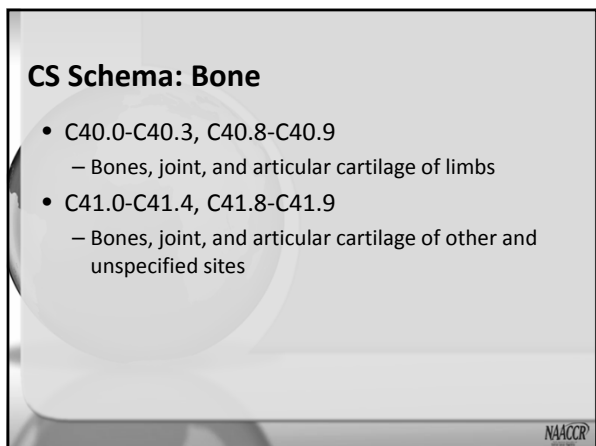 CS Schema: Bone
• C40.0-C40.3, C40.8-C40.9
– Bones, joint, and articular cartilage of limbs
• C41.0-C41.4, C41.8-C41.9
– Bones, joint, and articular cartilage of other and
unspecified sites
NAACCR